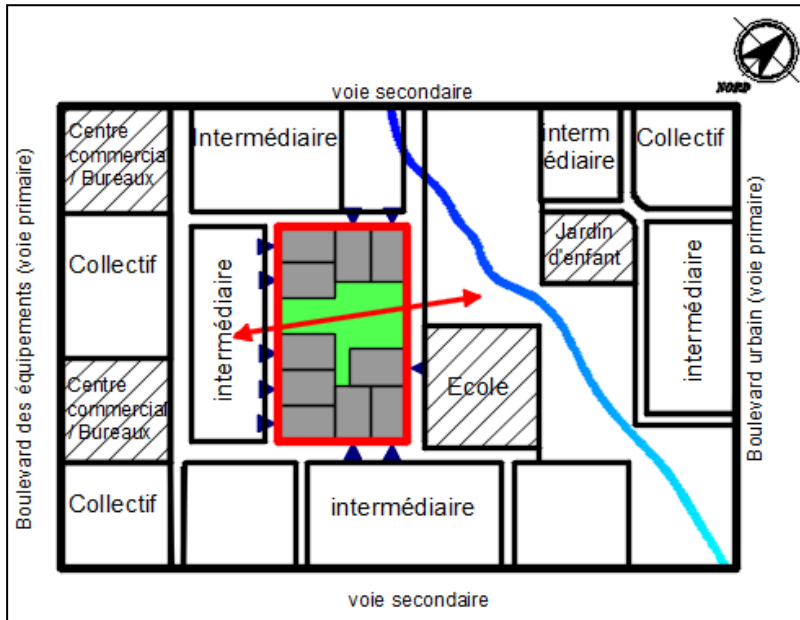 NORD
voie secondaire
Centre
commercial
/ Bureaux
Intermédiaire
interm
édiaire
Collectif
Boulevard des équipements (voie primaire)
Collectif
intermédiaire
Jardin
d'enfant
intermédiaire
Boulevard urbain (voie primaire)
Centre
commercial
/ Bureaux
Ecole
Collectif
intermédiaire
voie secondaire